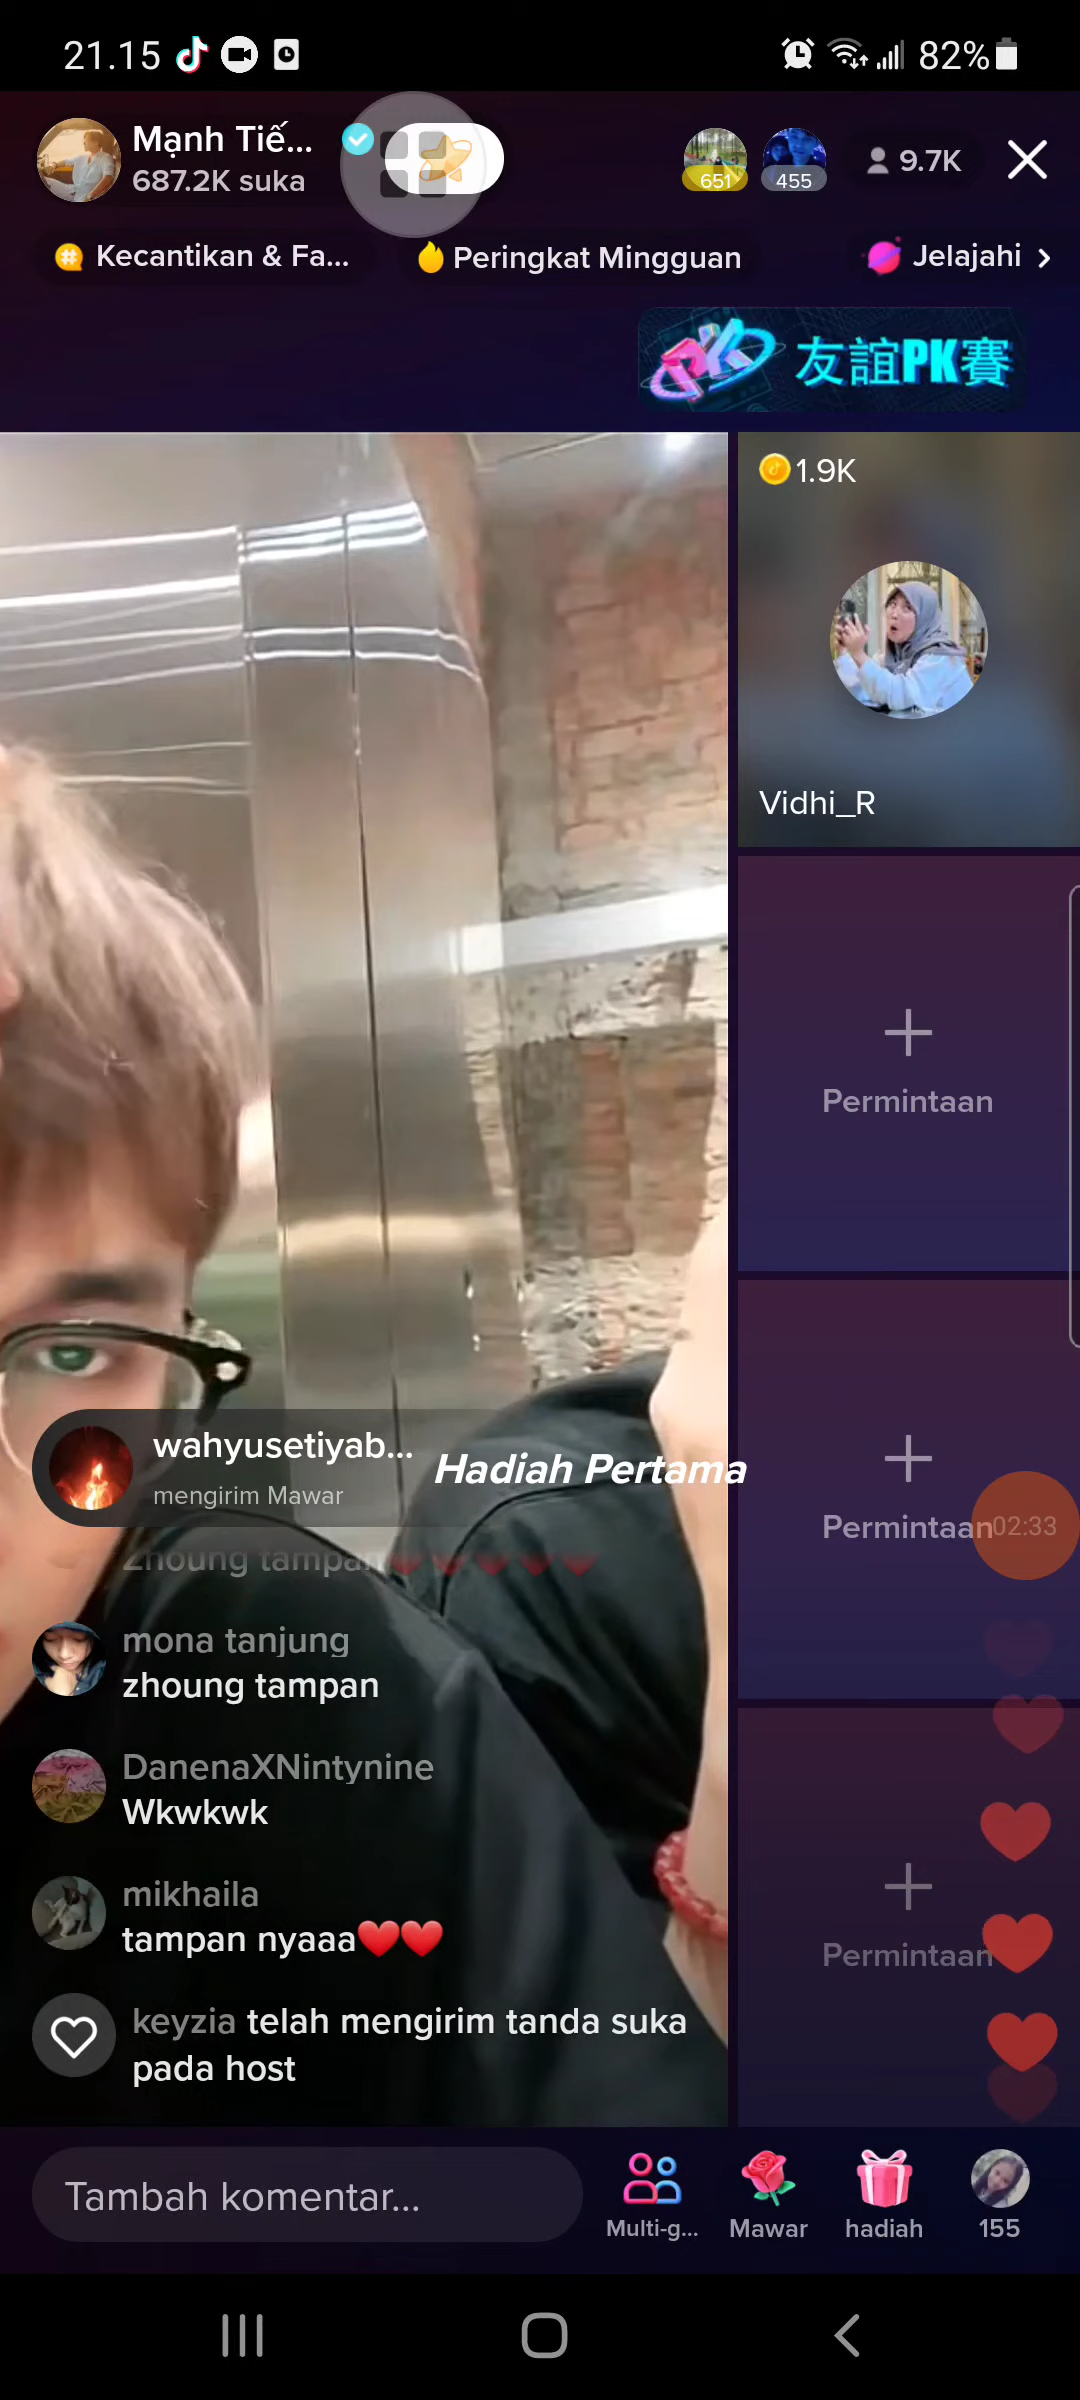 21.15
82%
Mạnh Tiế...
687.2K suka
651
455
9.7K
Kecantikan & Fa...
Peringkat Mingguan
Jelajahi
PK
友誼PK賽
1.9K
Vidhi_R
Permintaan
Permintaan
02:33
Permintaan
wahyusetiyab...
mengirim Mawar
Hadiah Pertama
Zhoung tampan❤❤❤❤❤
mona tanjung
zhoung tampan
DanenaXNintynine
Wkwkwk
mikhaila
tampan nyaaa❤❤
keyzia telah mengirim tanda suka
pada host
Tambah komentar...
Multi-g...
Mawar
hadiah
155